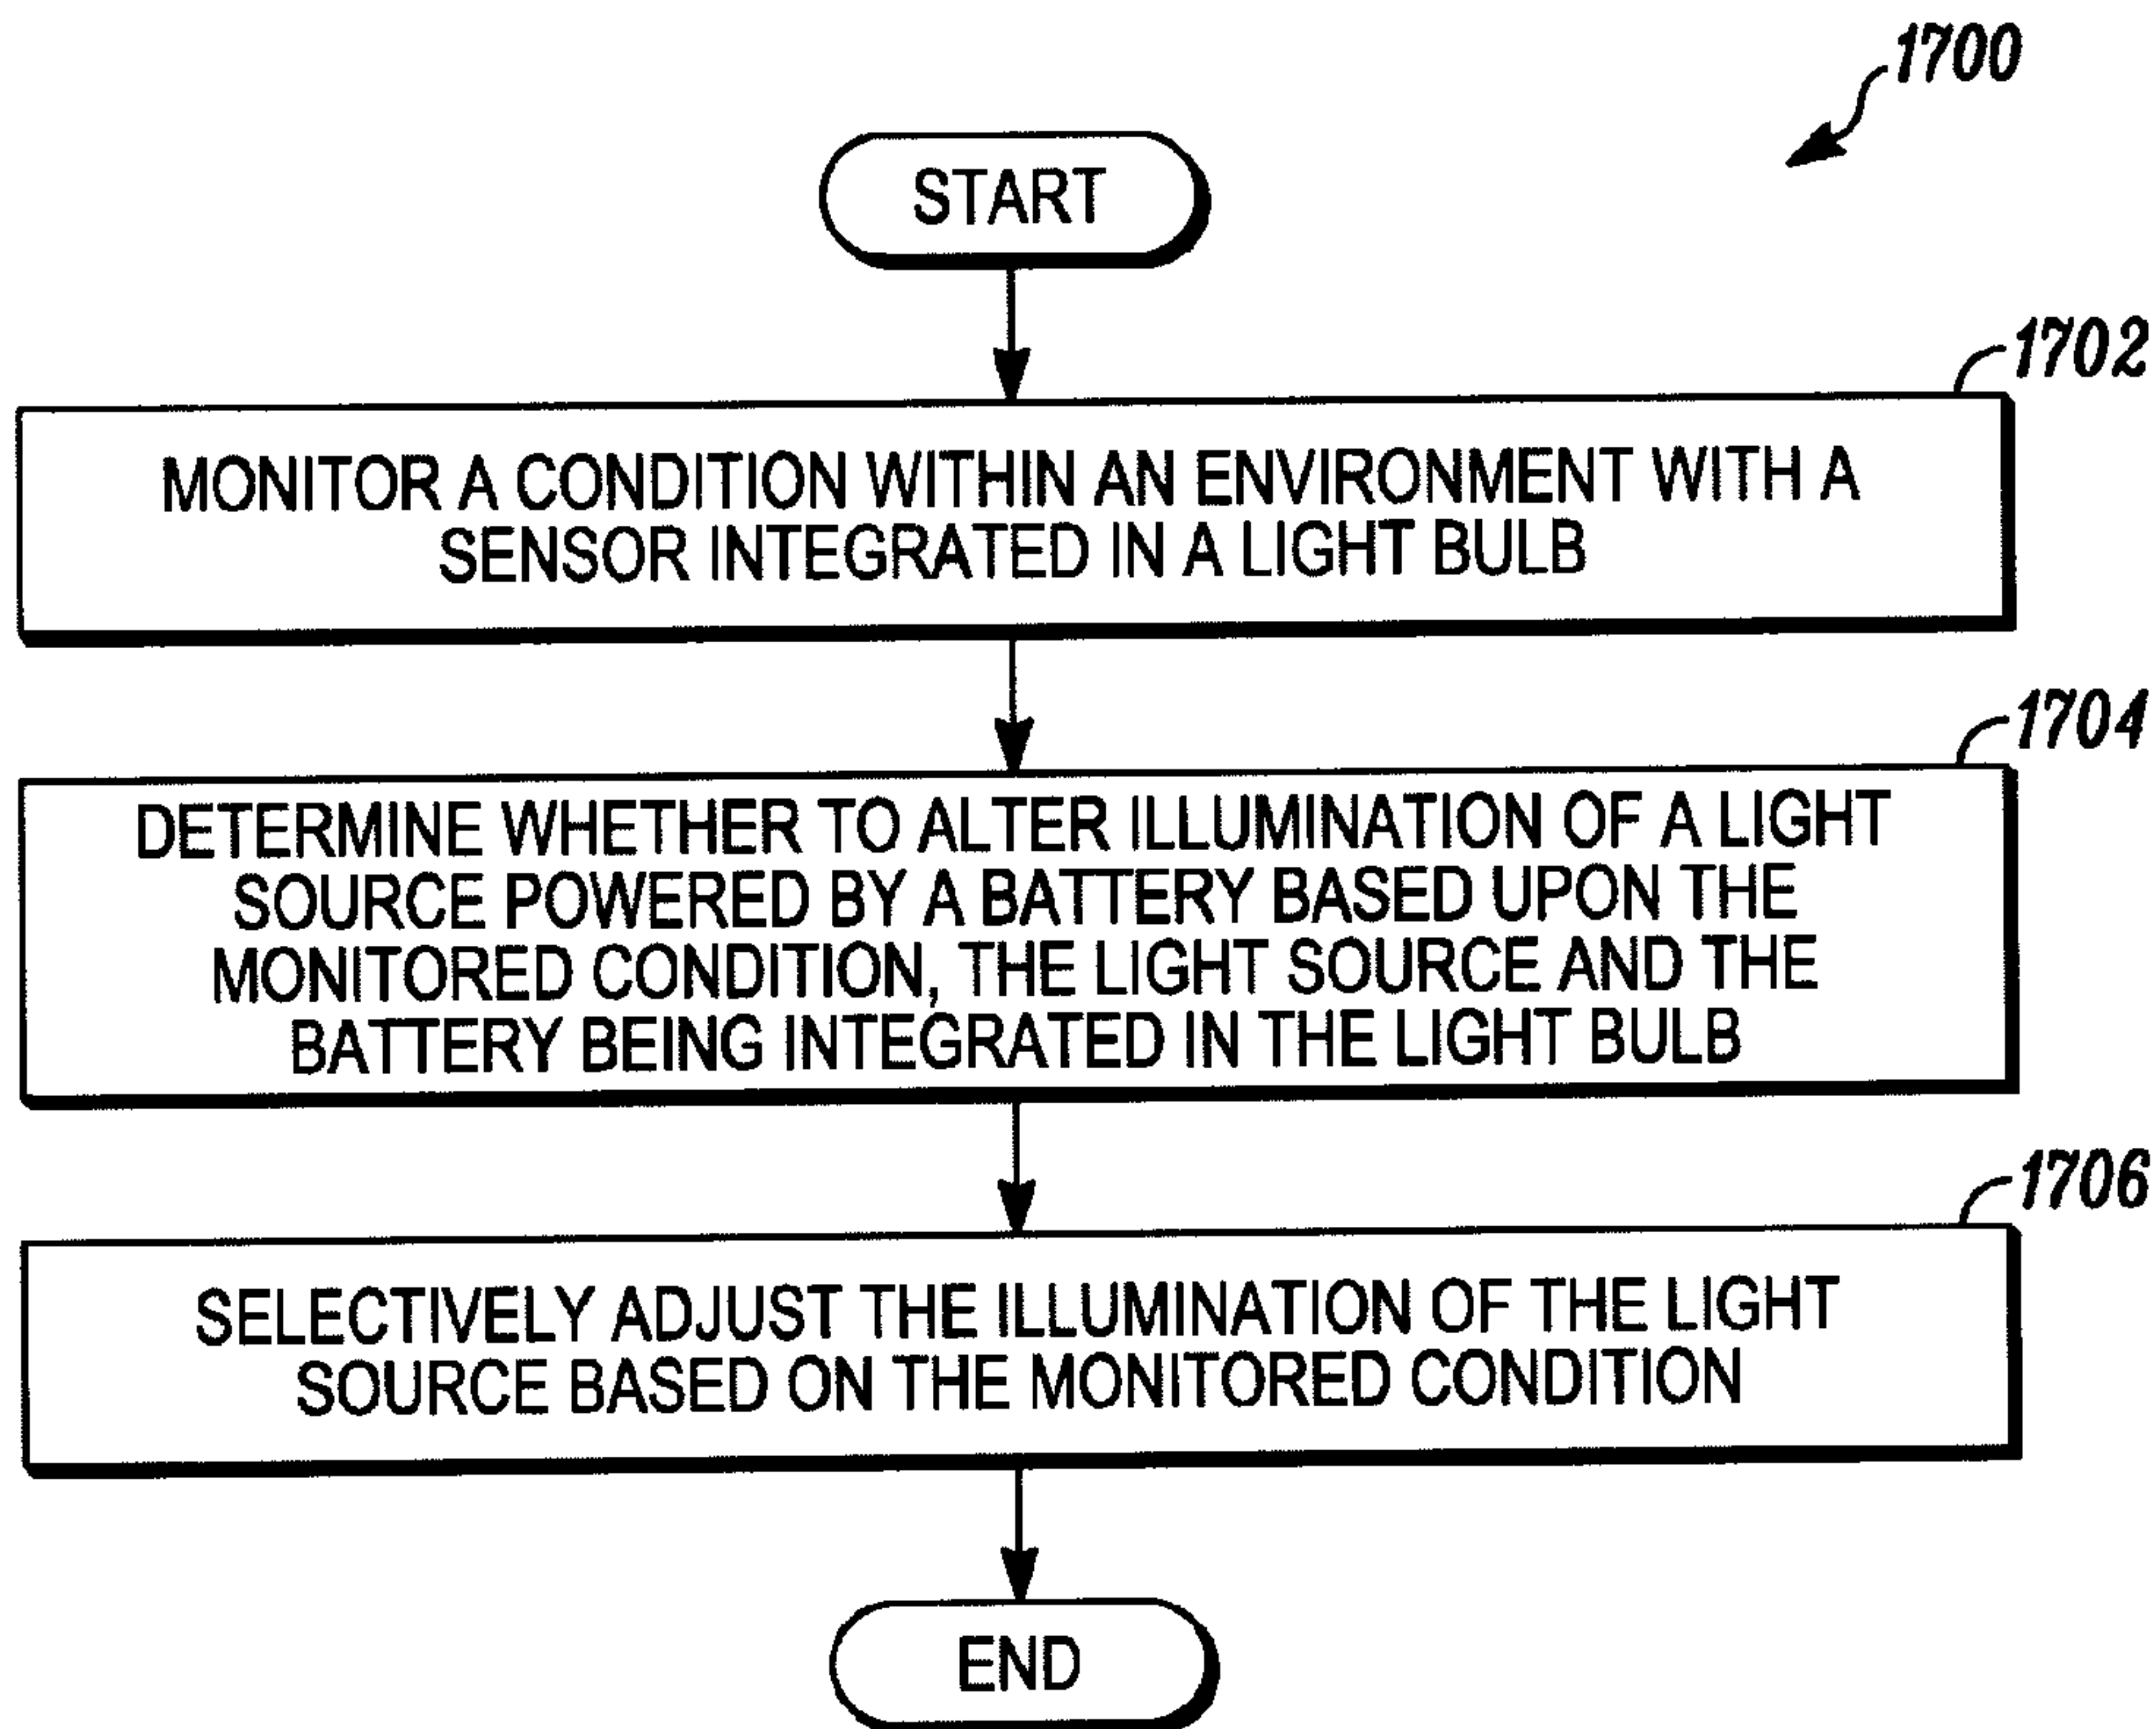 1700
START
1702
MONITOR A CONDITION WITHIN AN ENVIRONMENT WITH A
SENSOR INTEGRATED IN A LIGHT BULB
1704
DETERMINE WHETHER TO ALTER ILLUMINATION OF A LIGHT
SOURCE POWERED BY A BATTERY BASED UPON THE
MONITORED CONDITION, THE LIGHT SOURCE AND THE
BATTERY BEING INTEGRATED IN THE LIGHT BULB
1706
SELECTIVELY ADJUST THE ILLUMINATION OF THE LIGHT
SOURCE BASED ON THE MONITORED CONDITION
END